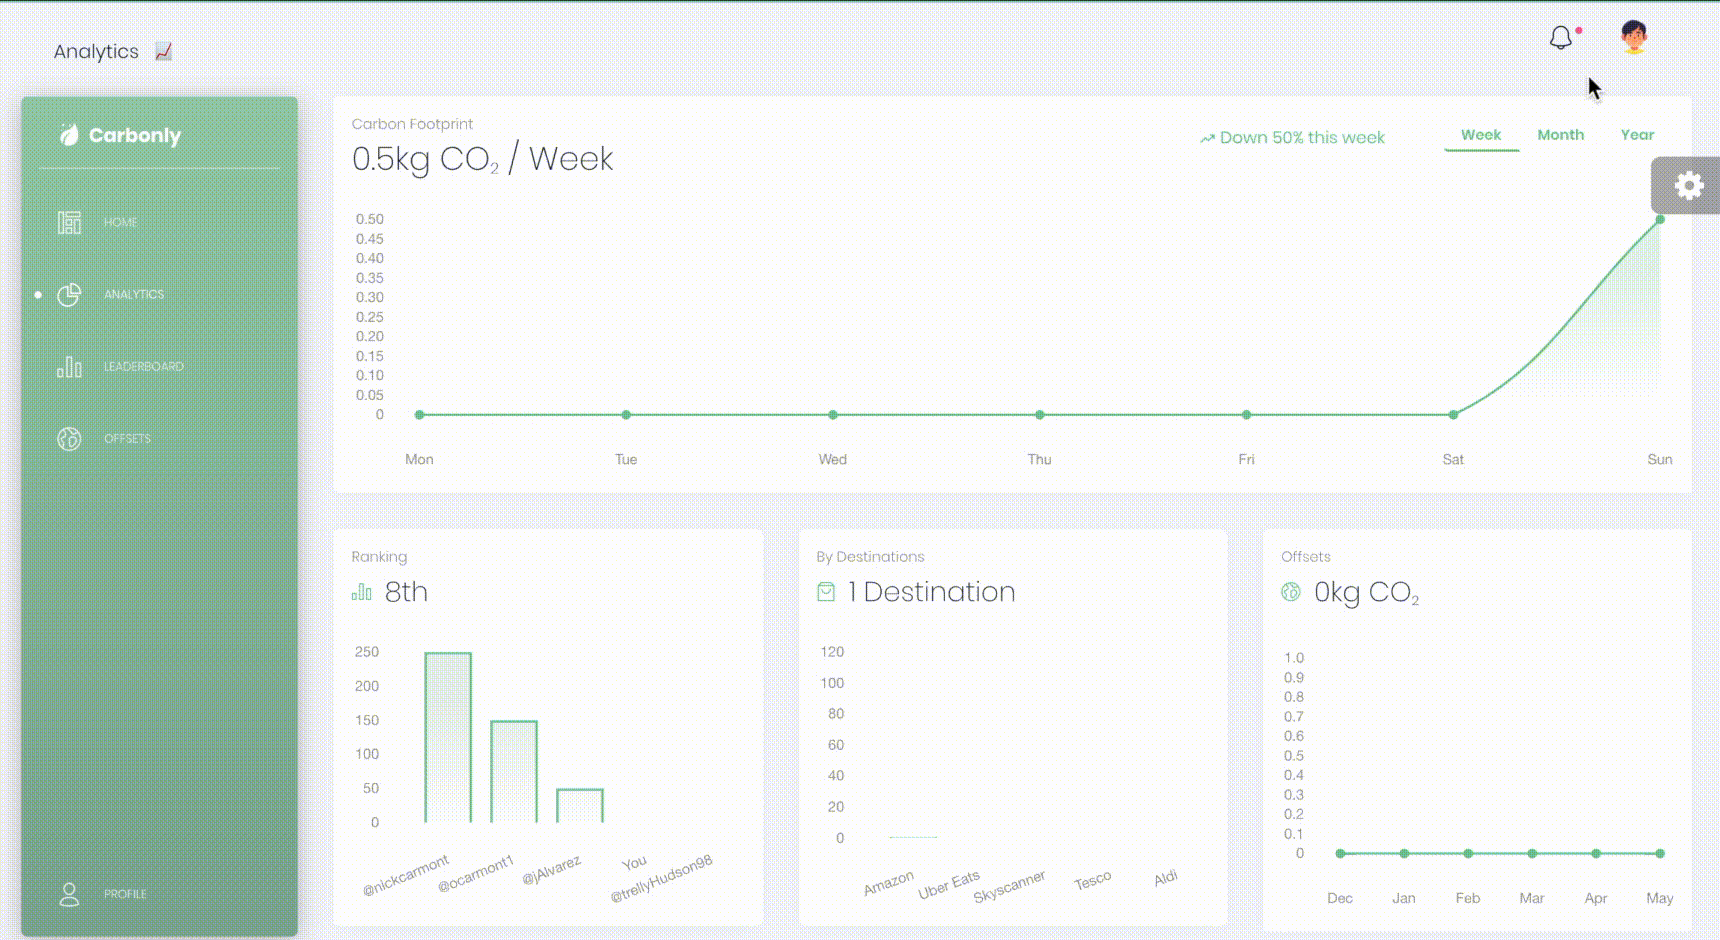 Analytics
Carbonly
HOME
ANALYTICS
LEADERBOARD
OFFSETS
PROFILE
Carbon Footprint
0.5kg CO₂ / Week
Down 50% this week
Week Month Year
0.50
0.45
0.40
0.35
0.30
0.25
0.20
0.15
0.10
0.05
0
Mon Tue Wed Thu Fri Sat Sun
Ranking
8th
250
200
150
100
50
0
@nickcarmont @ocarmont1 @jAlvarez You @trellyHudson98
By Destinations
1 Destination
120
100
80
60
40
20
0
Amazon Uber Eats Skyscanner Tesco Aldi
Offsets
0kg CO₂
1.0
0.9
0.8
0.7
0.6
0.5
0.4
0.3
0.2
0.1
0
Dec Jan Feb Mar Apr May